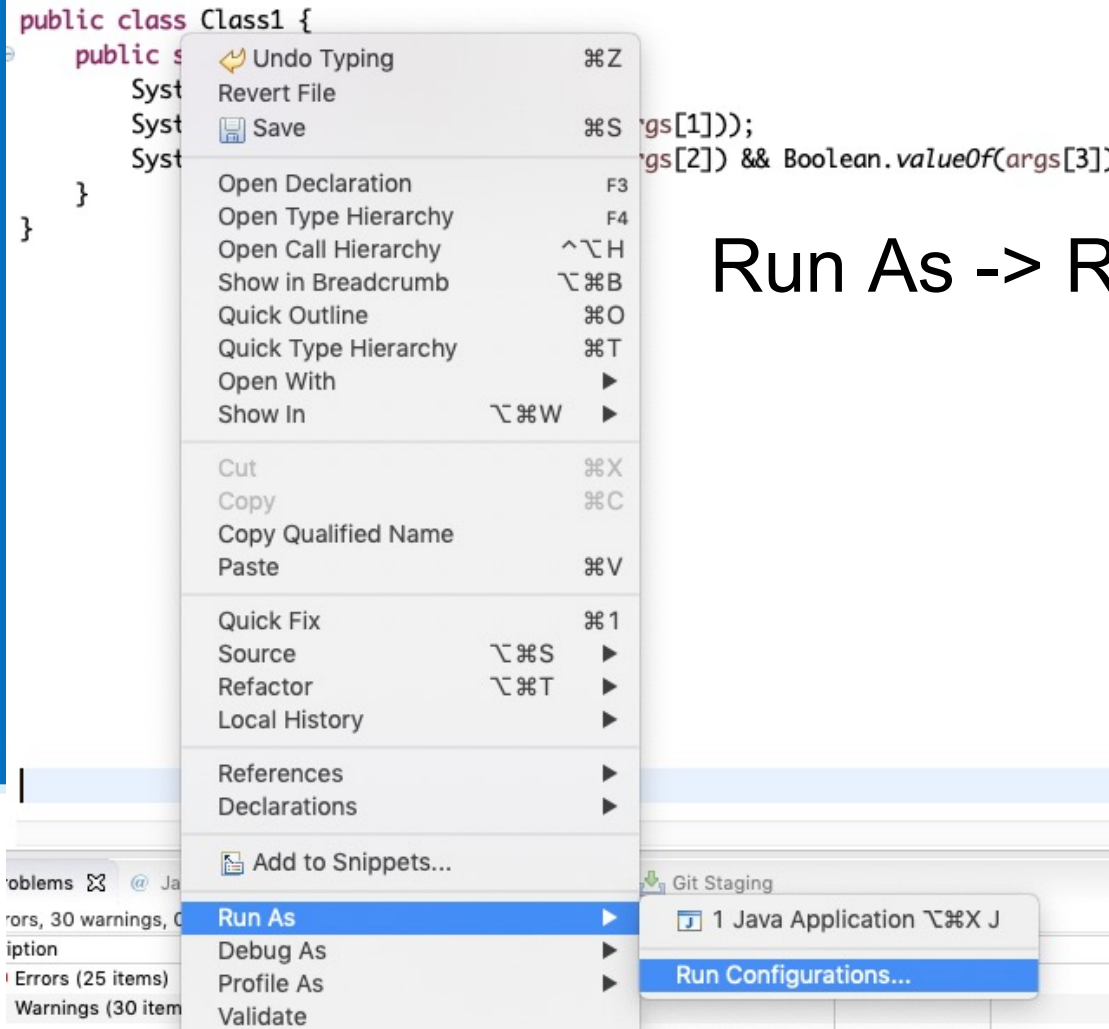 public class Class1 {
public s
Syst
Syst gs[1]));
Syst gs[2]) && Boolean.valueOf(args[3])
}
}
Run As -> R
Undo Typing ⌘Z
Revert File
Save ⌘S
Open Declaration F3
Open Type Hierarchy F4
Open Call Hierarchy ^⌥H
Show in Breadcrumb ⌥⌘B
Quick Outline ⌘O
Quick Type Hierarchy ⌘T
Open With ▶
Show In ⌥⌘W ▶
Cut ⌘X
Copy ⌘C
Copy Qualified Name
Paste ⌘V
Quick Fix ⌘1
Source ⌥⌘S ▶
Refactor ⌥⌘T ▶
Local History ▶
References ▶
Declarations ▶
Add to Snippets...
Run As ▶
Debug As ▶
Profile As ▶
Validate
1 Java Application ⌥⌘X J
Run Configurations...
roblems @ Ja Git Staging
rors, 30 warnings, 0
iption
Errors (25 items)
Warnings (30 item